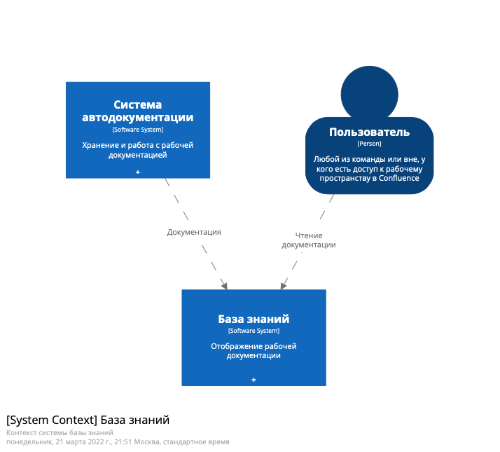 Система
автодокументации
[Software System]
Хранение и работа с рабочей
документацией
+
Пользователь
[Person]
Любой из команды или вне, у
кого есть доступ к рабочему
пространству в Confluence
Документация
Чтение
документации
База знаний
[Software System]
Отображение рабочей
документации
+
[System Context] База знаний
Контекст системы базы знаний
понедельник, 21 марта 2022 г., 21:51 Москва, стандартное время